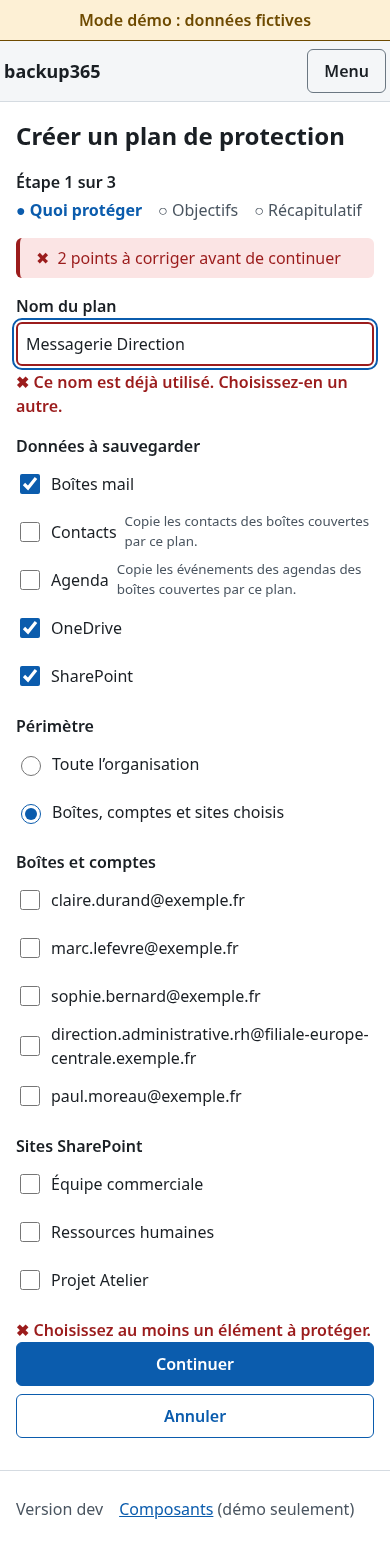 Mode démo : données fictives
backup365
Menu
Créer un plan de protection
Étape 1 sur 3
● Quoi protéger ○ Objectifs ○ Récapitulatif
✖ 2 points à corriger avant de continuer
Nom du plan
Messagerie Direction
✖ Ce nom est déjà utilisé. Choisissez-en un
autre.
Données à sauvegarder
Boîtes mail
Contacts
Copie les contacts des boîtes couvertes
par ce plan.
Agenda
Copie les événements des agendas des
boîtes couvertes par ce plan.
OneDrive
SharePoint
Périmètre
Toute l’organisation
Boîtes, comptes et sites choisis
Boîtes et comptes
claire.durand@exemple.fr
marc.lefevre@exemple.fr
sophie.bernard@exemple.fr
direction.administrative.rh@filiale-europe-
centrale.exemple.fr
paul.moreau@exemple.fr
Sites SharePoint
Équipe commerciale
Ressources humaines
Projet Atelier
✖ Choisissez au moins un élément à protéger.
Continuer
Annuler
Version dev Composants (démo seulement)